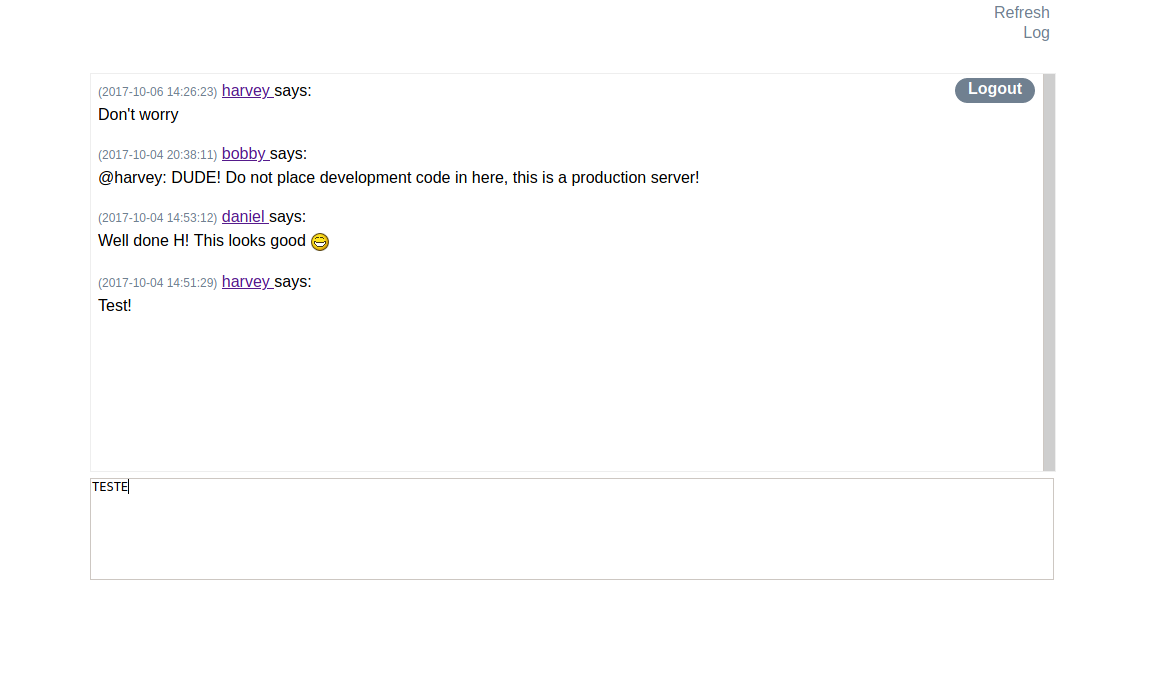 Refresh
Log
(2017-10-06 14:26:23) harvey says:
Logout
Don't worry
(2017-10-04 20:38:11) bobby says:
@harvey: DUDE! Do not place development code in here, this is a production server!
(2017-10-04 14:53:12) daniel says:
Well done H! This looks good
(2017-10-04 14:51:29) harvey says:
Test!
TESTE